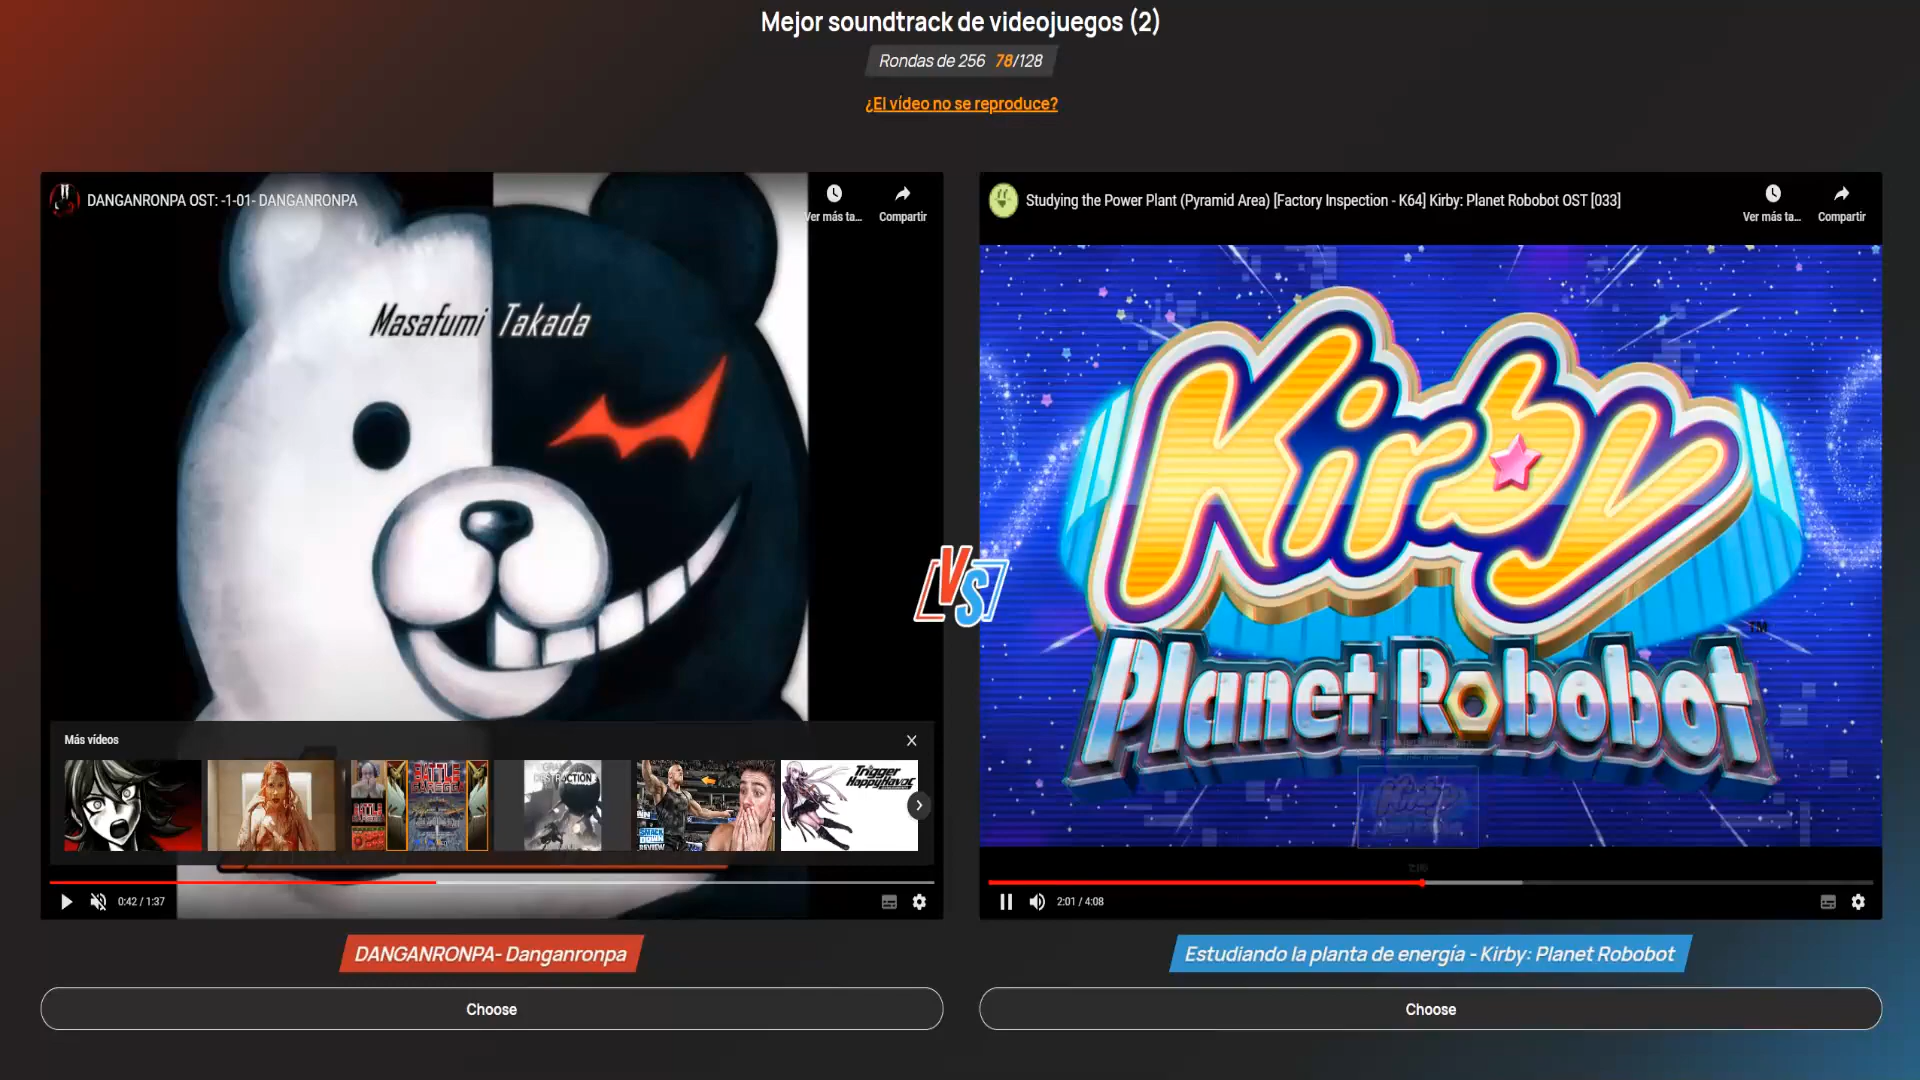 Mejor soundtrack de videojuegos (2)
Rondas de 256 78/128
¿El vídeo no se reproduce?
DANGANRONPA OST: -1-01- DANGANRONPA
Ver más ta...
Compartir
Masafumi Takada
Más vídeos
Trigger
HappyHavoc
0:42 / 1:37
DANGANRONPA- Danganronpa
Choose
VS
Studying the Power Plant (Pyramid Area) [Factory Inspection - K64] Kirby: Planet Robobot OST [033]
Ver más ta...
Compartir
Kirby
Planet Robobot
TM
2:01 / 4:08
Estudiando la planta de energía - Kirby: Planet Robobot
Choose